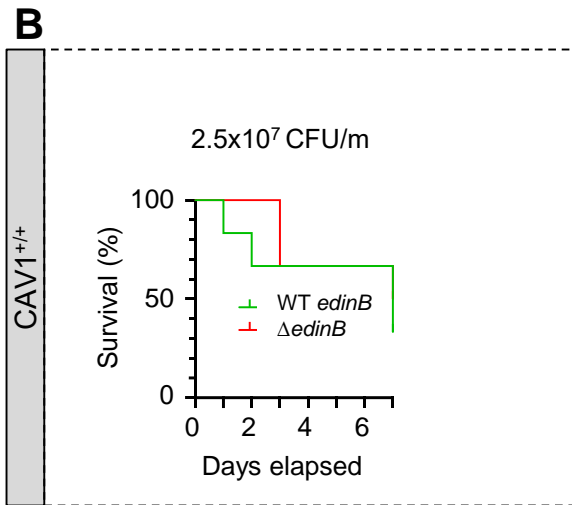 B
CAV1+/+
2.5x10⁷ CFU/m
Survival (%)
100
50
0
WT edinB
ΔedinB
0 2 4 6
Days elapsed